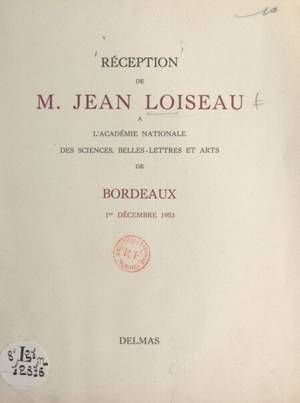 RÉCEPTION
DE
M. JEAN LOISEAU
A
L'ACADÉMIE NATIONALE
DES SCIENCES, BELLES-LETTRES ET ARTS
DE
BORDEAUX
1er DÉCEMBRE 1953
DELMAS